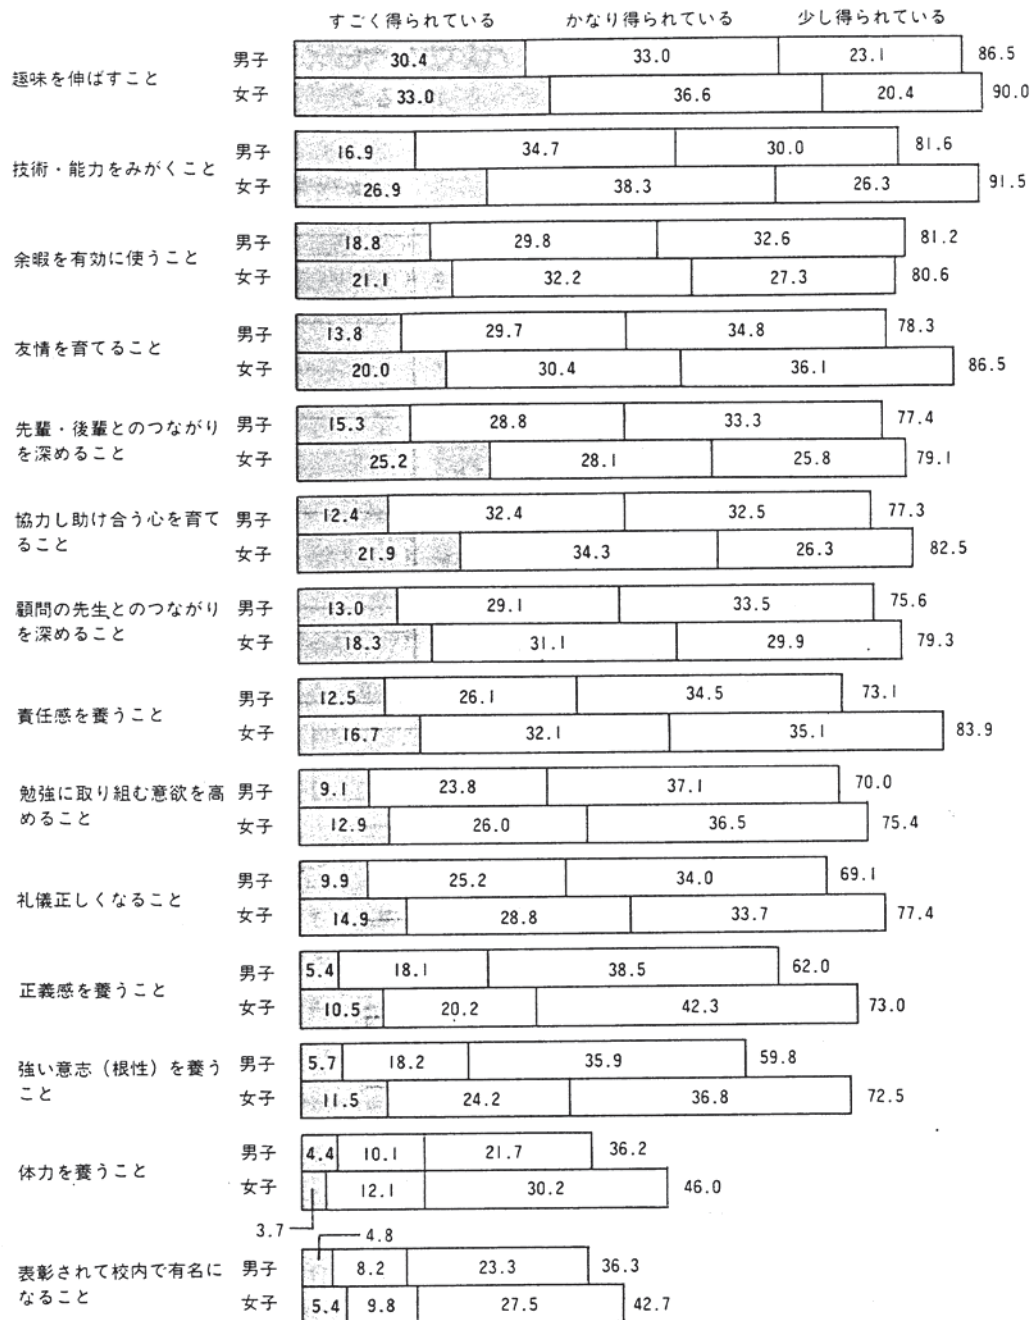 すごく得られている かなり得られている 少し得られている
趣味を伸ばすこと
男子 30.4 33.0 23.1 86.5
女子 33.0 36.6 20.4 90.0
技術・能力をみがくこと
男子 16.9 34.7 30.0 81.6
女子 26.9 38.3 26.3 91.5
余暇を有効に使うこと
男子 18.8 29.8 32.6 81.2
女子 21.1 32.2 27.3 80.6
友情を育てること
男子 13.8 29.7 34.8 78.3
女子 20.0 30.4 36.1 86.5
先輩・後輩とのつながり
を深めること
男子 15.3 28.8 33.3 77.4
女子 25.2 28.1 25.8 79.1
協力し助け合う心を育て
ること
男子 12.4 32.4 32.5 77.3
女子 21.9 34.3 26.3 82.5
顧問の先生とのつながり
を深めること
男子 13.0 29.1 33.5 75.6
女子 18.3 31.1 29.9 79.3
責任感を養うこと
男子 12.5 26.1 34.5 73.1
女子 16.7 32.1 35.1 83.9
勉強に取り組む意欲を高
めること
男子 9.1 23.8 37.1 70.0
女子 12.9 26.0 36.5 75.4
礼儀正しくなること
男子 9.9 25.2 34.0 69.1
女子 14.9 28.8 33.7 77.4
正義感を養うこと
男子 5.4 18.1 38.5 62.0
女子 10.5 20.2 42.3 73.0
強い意志（根性）を養う
こと
男子 5.7 18.2 35.9 59.8
女子 11.5 24.2 36.8 72.5
体力を養うこと
男子 4.4 10.1 21.7 36.2
女子 12.1 30.2 46.0
3.7
4.8
表彰されて校内で有名に
なること
男子 8.2 23.3 36.3
女子 5.4 9.8 27.5 42.7